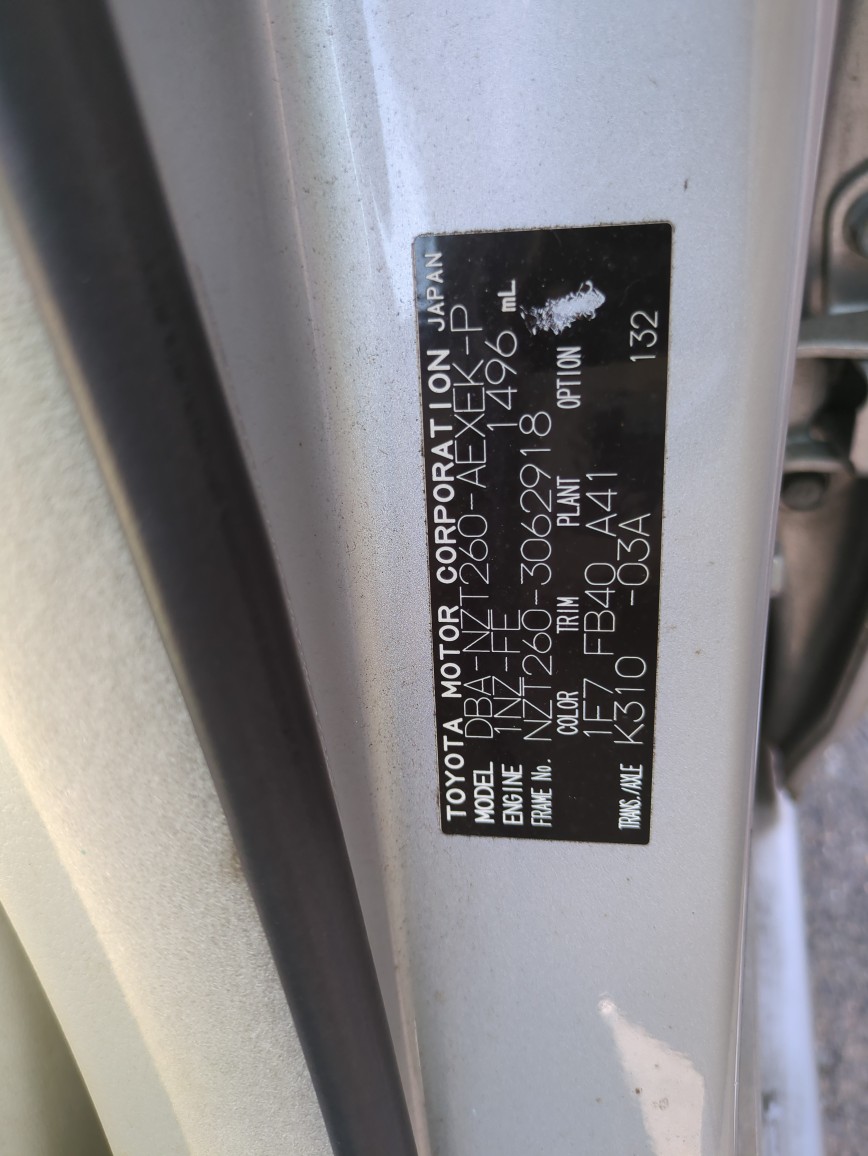 TOYOTA MOTOR CORPORATION JAPAN
MODEL DBA-NZT260-AEXEK-P
ENGINE 1NZ-FE 1496 mL
FRAME No. NZT260-3062918
COLOR TRIM PLANT OPTION
1F7 FB40 A41
TRANS./AXLE K310 -03A 132